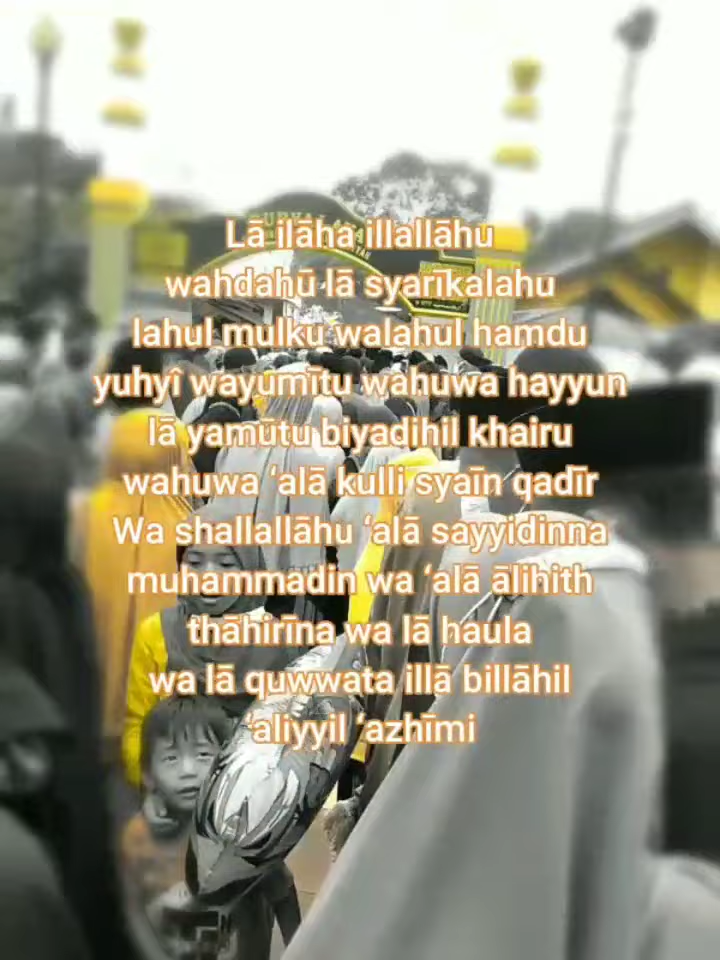 Lā ilāha illallāhu
wahdahū lā syarīkalahu
lahul mulku walahul hamdu
yuhyî wayumītu wahuwa hayyun
lā yamūtu biyadihil khairu
wahuwa ‘alā kulli syaīn qadīr
Wa shallallāhu ‘alā sayyidinna
muhammadin wa ‘alā ālihith
thāhirīna wa lā haula
wa lā quwwata illā billāhil
‘aliyyil ‘azhīmi